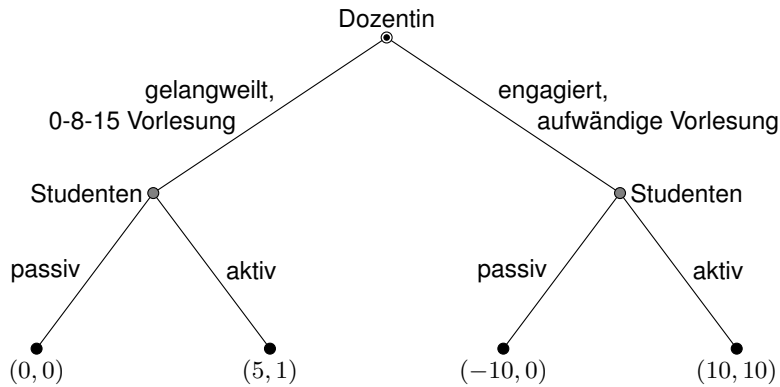 Dozentin
gelangweilt,
0-8-15 Vorlesung
engagiert,
aufwändige Vorlesung
Studenten
Studenten
passiv
aktiv
passiv
aktiv
(0, 0)
(5, 1)
(−10, 0)
(10, 10)